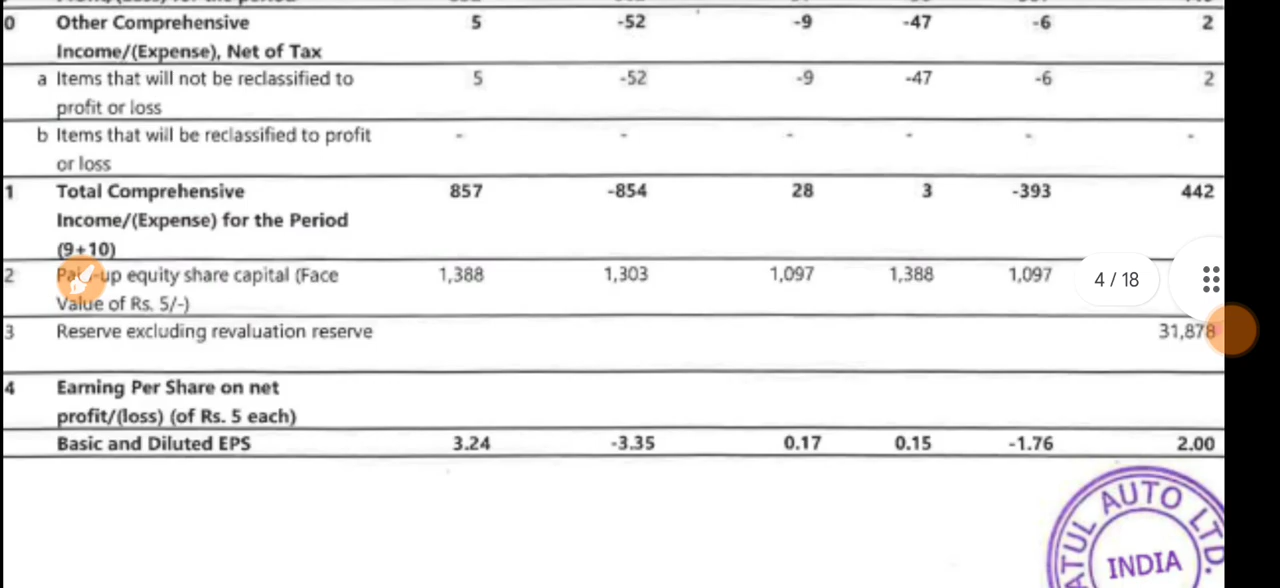 0 Other Comprehensive 5 -52 -9 -47 -6 2
Income/(Expense), Net of Tax
a Items that will not be reclassified to 5 -52 -9 -47 -6 2
profit or loss
b Items that will be reclassified to profit - - - - - -
or loss
1 Total Comprehensive 857 -854 28 3 -393 442
Income/(Expense) for the Period
(9+10)
2 up equity share capital (Face 1,388 1,303 1,097 1,388 1,097 4 / 18
Value of Rs. 5/-)
3 Reserve excluding revaluation reserve 31,878
4 Earning Per Share on net
profit/(loss) (of Rs. 5 each)
Basic and Diluted EPS 3.24 -3.35 0.17 0.15 -1.76 2.00
ATUL AUTO LTD.
INDIA